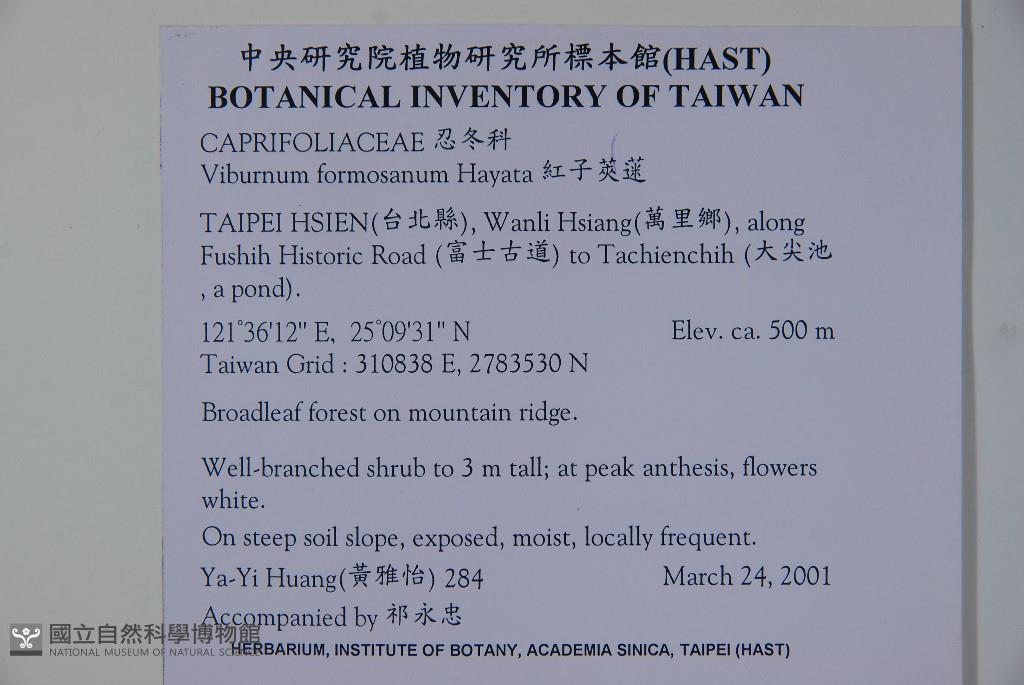 中央研究院植物研究所標本館(HAST)
BOTANICAL INVENTORY OF TAIWAN
CAPRIFOLIACEAE 忍冬科
Viburnum formosanum Hayata 紅子莢蒾
TAIPEI HSIEN(台北縣), Wanli Hsiang(萬里鄉), along
Fushih Historic Road (富士古道) to Tachienchih (大尖池
, a pond).
121°36'12" E, 25°09'31" N Elev. ca. 500 m
Taiwan Grid : 310838 E, 2783530 N
Broadleaf forest on mountain ridge.
Well-branched shrub to 3 m tall; at peak anthesis, flowers
white.
On steep soil slope, exposed, moist, locally frequent.
Ya-Yi Huang(黃雅怡) 284 March 24, 2001
Accompanied by 祁永忠
國立自然科學博物館
NATIONAL MUSEUM OF NATURAL SCIENCE
HERBARIUM, INSTITUTE OF BOTANY, ACADEMIA SINICA, TAIPEI (HAST)